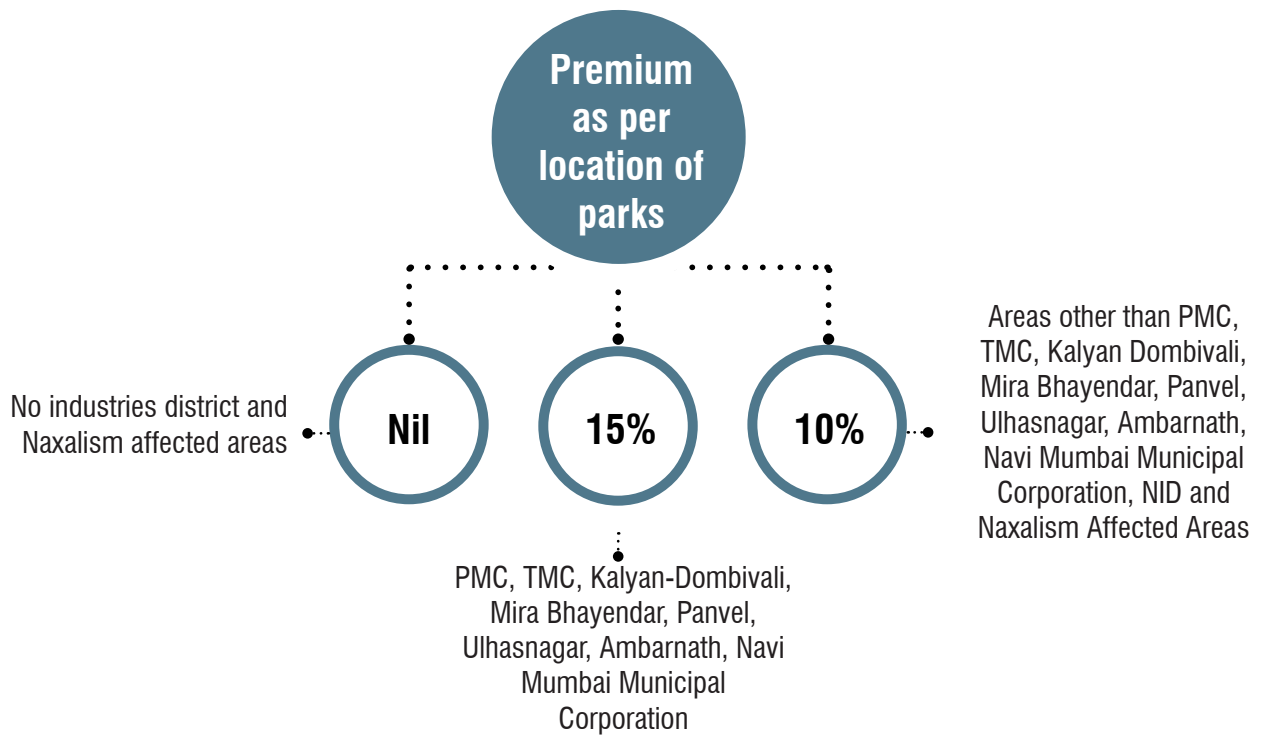 Premium
as per
location of
parks
No industries district and
Naxalism affected areas
Nil
15%
10%
Areas other than PMC,
TMC, Kalyan Dombivali,
Mira Bhayendar, Panvel,
Ulhasnagar, Ambarnath,
Navi Mumbai Municipal
Corporation, NID and
Naxalism Affected Areas
PMC, TMC, Kalyan-Dombivali,
Mira Bhayendar, Panvel,
Ulhasnagar, Ambarnath, Navi
Mumbai Municipal
Corporation